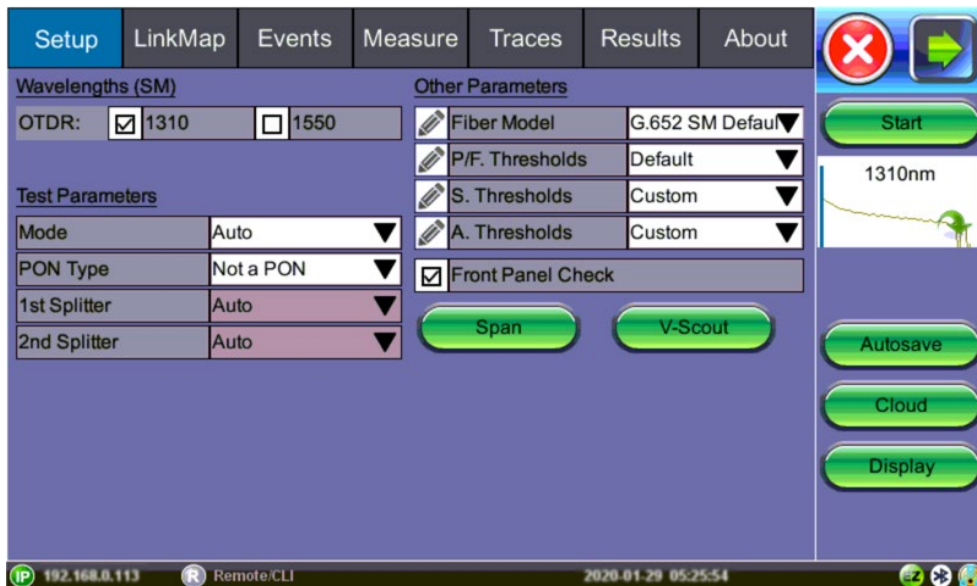 Setup LinkMap Events Measure Traces Results About
Wavelengths (SM)
OTDR: 1310 1550
Test Parameters
Mode Auto
PON Type Not a PON
1st Splitter Auto
2nd Splitter Auto
Other Parameters
Fiber Model G.652 SM Defaul
P/F. Thresholds Default
S. Thresholds Custom
A. Thresholds Custom
Front Panel Check
Span V-Scout
Start
1310nm
Autosave
Cloud
Display
IP 192.168.0.113 R Remote/CLI 2020-01-29 05:25:54 EZ